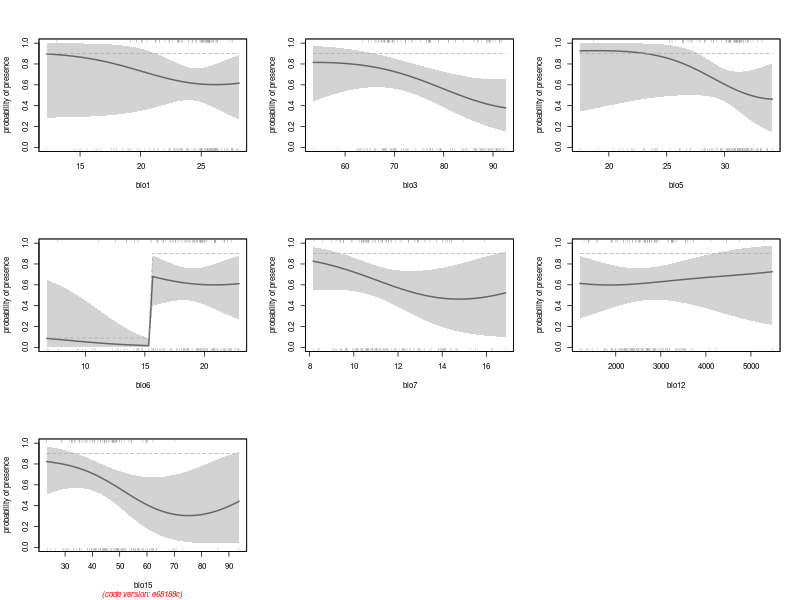 probability of presence
0.0 0.2 0.4 0.6 0.8 1.0
15 20 25
bio1
probability of presence
0.0 0.2 0.4 0.6 0.8 1.0
60 70 80 90
bio3
probability of presence
0.0 0.2 0.4 0.6 0.8 1.0
20 25 30
bio5
probability of presence
0.0 0.2 0.4 0.6 0.8 1.0
10 15 20
bio6
probability of presence
0.0 0.2 0.4 0.6 0.8 1.0
8 10 12 14 16
bio7
probability of presence
0.0 0.2 0.4 0.6 0.8 1.0
2000 3000 4000 5000
bio12
probability of presence
0.0 0.2 0.4 0.6 0.8 1.0
30 40 50 60 70 80 90
bio15
(code version: e68188c)